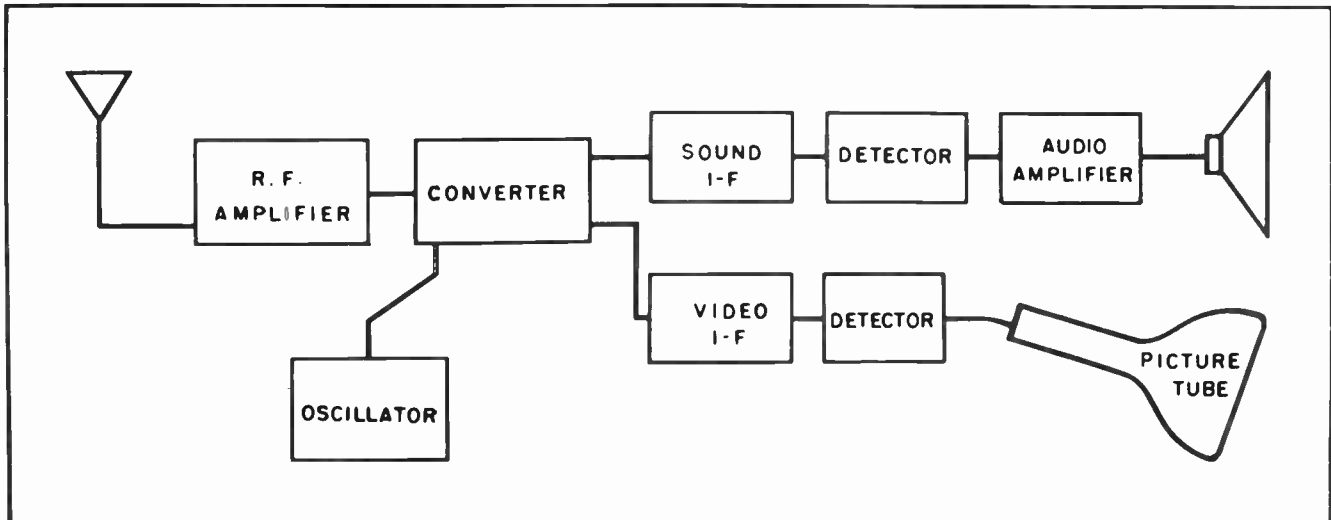 R. F.
AMPLIFIER
CONVERTER
OSCILLATOR
SOUND
I-F
DETECTOR
AUDIO
AMPLIFIER
VIDEO
I-F
DETECTOR
PICTURE
TUBE